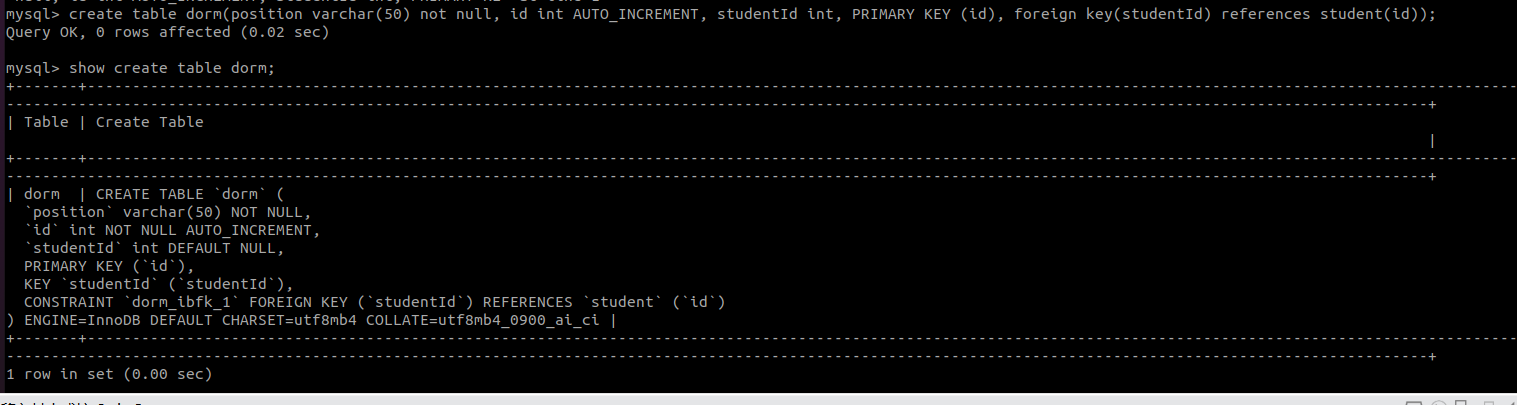 mysql> create table dorm(position varchar(50) not null, id int AUTO_INCREMENT, studentId int, PRIMARY KEY (id), foreign key(studentId) references student(id));
Query OK, 0 rows affected (0.02 sec)
mysql> show create table dorm;
| Table | Create Table
|
| dorm  | CREATE TABLE `dorm` (
  `position` varchar(50) NOT NULL,
  `id` int NOT NULL AUTO_INCREMENT,
  `studentId` int DEFAULT NULL,
  PRIMARY KEY (`id`),
  KEY `studentId` (`studentId`),
  CONSTRAINT `dorm_ibfk_1` FOREIGN KEY (`studentId`) REFERENCES `student` (`id`)
) ENGINE=InnoDB DEFAULT CHARSET=utf8mb4 COLLATE=utf8mb4_0900_ai_ci |
1 row in set (0.00 sec)